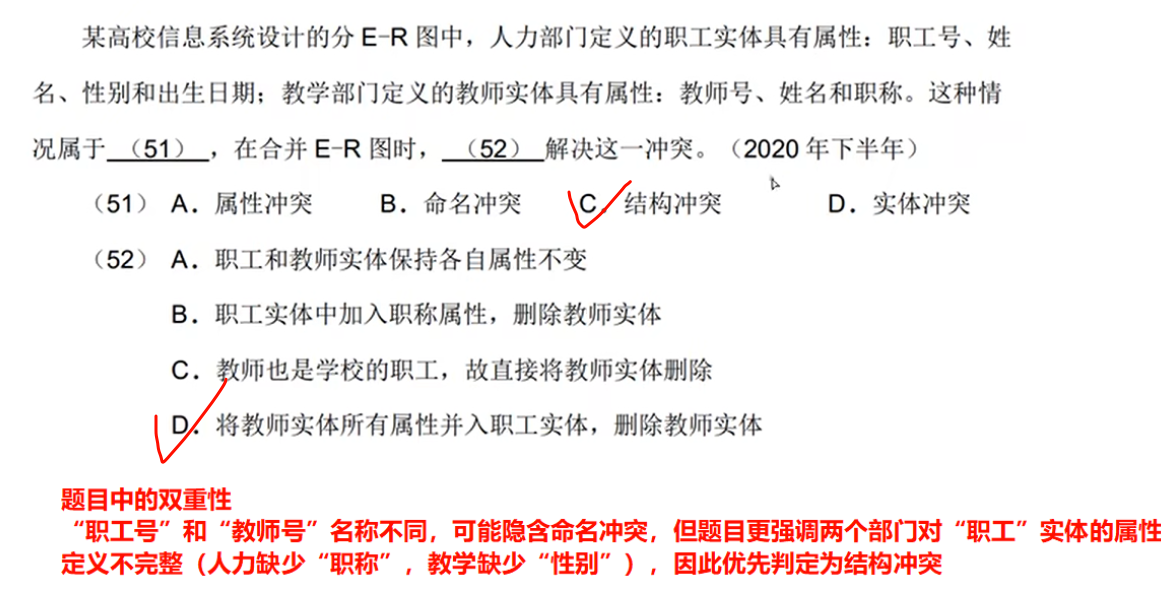 某高校信息系统设计的分 E-R 图中，人力部门定义的职工实体具有属性：职工号、姓
名、性别和出生日期；教学部门定义的教师实体具有属性：教师号、姓名和职称。这种情
况属于（51），在合并 E-R 图时，（52）解决这一冲突。（2020 年下半年）
（51） A．属性冲突 B．命名冲突 C．结构冲突 D．实体冲突
（52） A．职工和教师实体保持各自属性不变
B．职工实体中加入职称属性，删除教师实体
C．教师也是学校的职工，故直接将教师实体删除
D．将教师实体所有属性并入职工实体，删除教师实体
题目中的双重性
“职工号”和“教师号”名称不同，可能隐含命名冲突，但题目更强调两个部门对“职工”实体的属性
定义不完整（人力缺少“职称”，教学缺少“性别”），因此优先判定为结构冲突